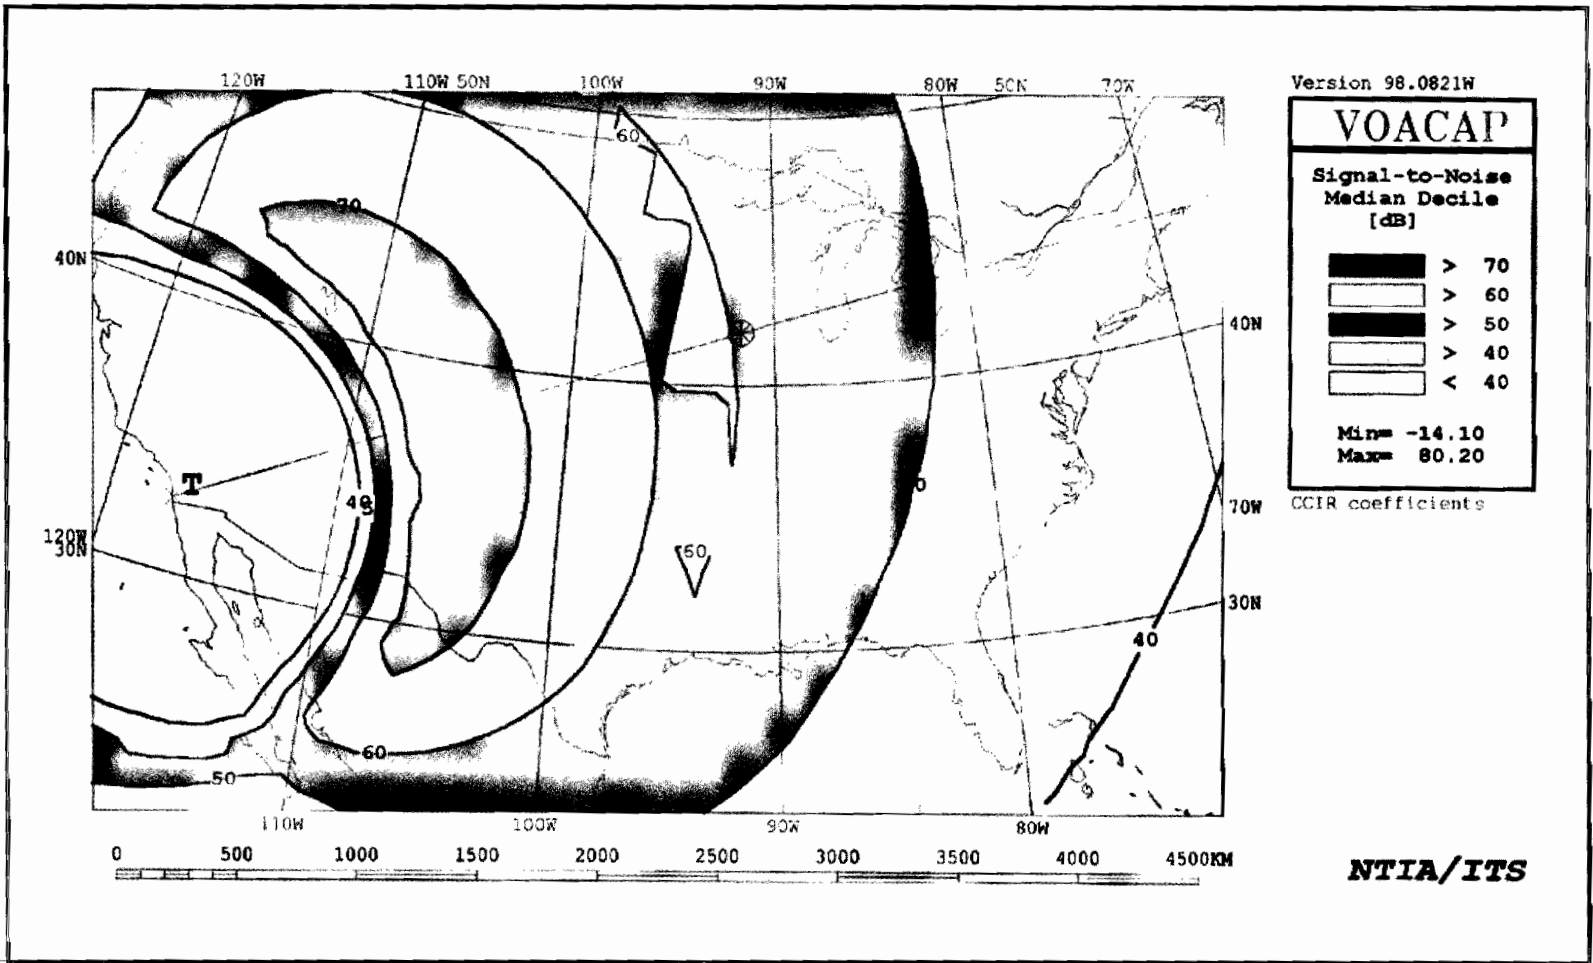 120W 110W 50N 100W 90W 80W 50N 70W
Version 98.0821W
VOACAP
Signal-to-Noise
Median Decile
[dB]
> 70
> 60
> 50
> 40
< 40
Min= -14.10
Max= 80.20
CCIR coefficients
60
70
40N
40N
T
40
5
0
70W
120W
30N
60
30N
40
60
50
110W 100W 90W 80W
0 500 1000 1500 2000 2500 3000 3500 4000 4500KM
NTIA/ITS